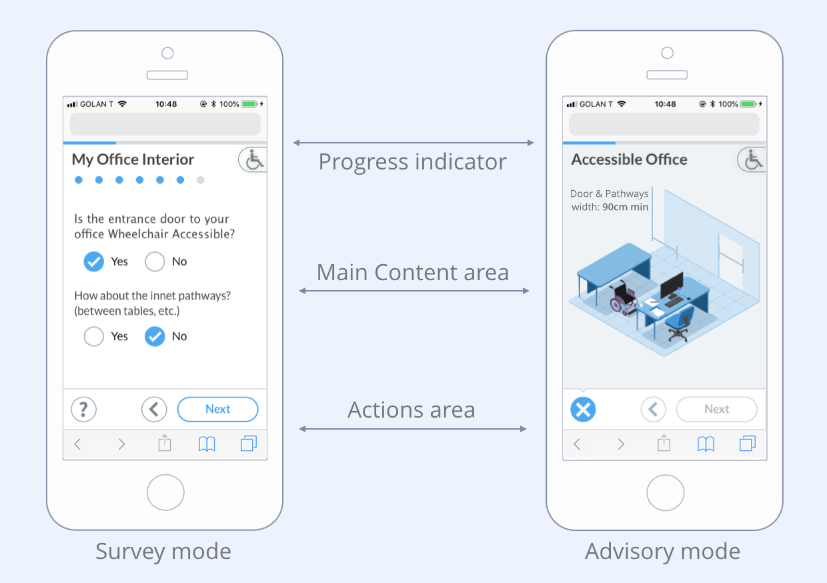 GOLAN T
10:48
100%
My Office Interior
Is the entrance door to your
office Wheelchair Accessible?
Yes
No
How about the innet pathways?
(between tables, etc.)
Yes
No
?
Next
Survey mode
Progress indicator
Main Content area
Actions area
GOLAN T
10:48
100%
Accessible Office
Door & Pathways
width: 90cm min
Next
Advisory mode